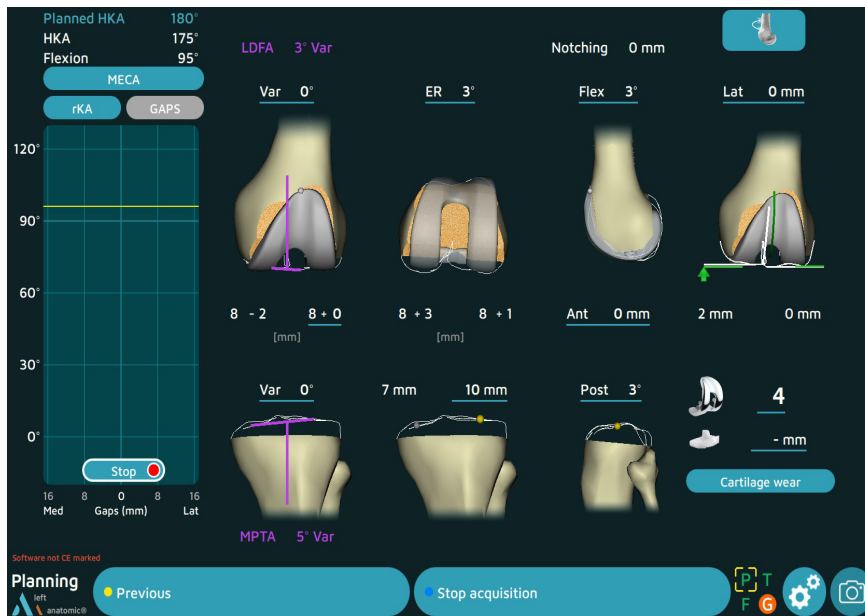 Planned HKA 180°
HKA 175°
Flexion 95°
MECA
rKA GAPS
LDFA 3° Var
Notching 0 mm
Var 0°
ER 3°
Flex 3°
Lat 0 mm
120°
90°
60°
30°
0°
8 - 2 8 + 0
[mm]
8 + 3 8 + 1
[mm]
Ant 0 mm
2 mm 0 mm
Var 0°
7 mm 10 mm
Post 3°
4
- mm
Cartilage wear
Stop
16 8 0 8 16
Med Gaps (mm) Lat
MPTA 5° Var
Software not CE marked
Planning
left
anatomic®
Previous
Stop acquisition
P T
F G